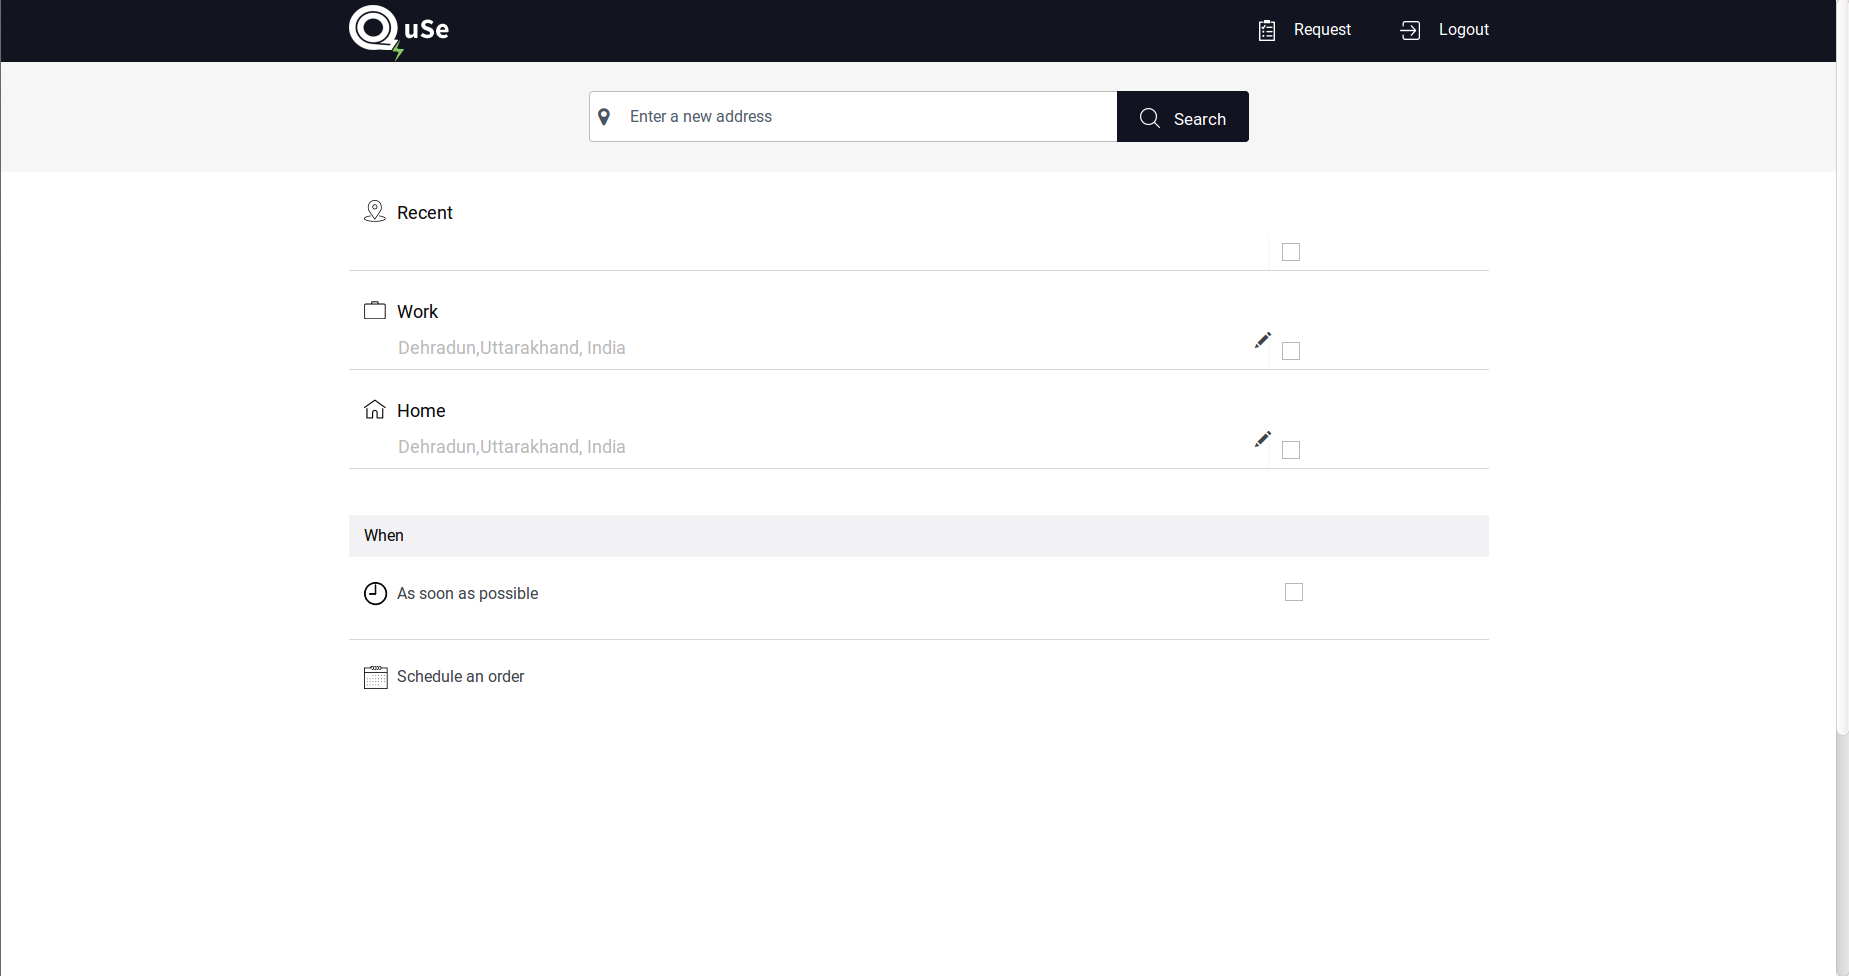 QuSe
Request
Logout
Enter a new address
Search
Recent
Work
Dehradun,Uttarakhand, India
Home
Dehradun,Uttarakhand, India
When
As soon as possible
Schedule an order